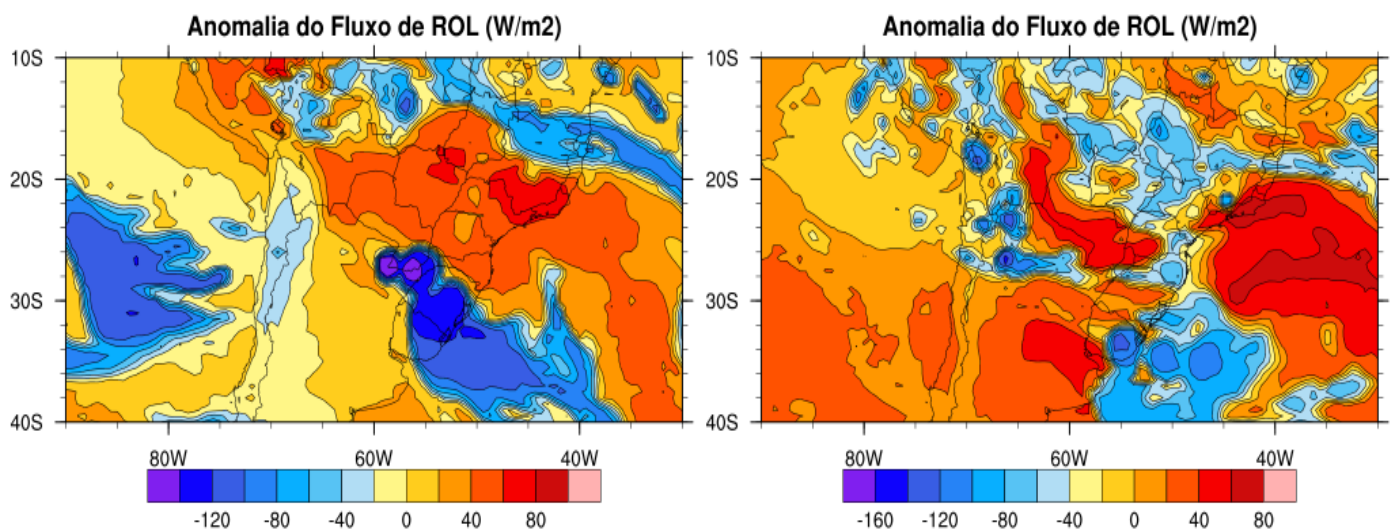 Anomalia do Fluxo de ROL (W/m2)
10S
20S
30S
40S
80W 60W 40W
-120 -80 -40 0 40 80
Anomalia do Fluxo de ROL (W/m2)
10S
20S
30S
40S
80W 60W 40W
-160 -120 -80 -40 0 40 80